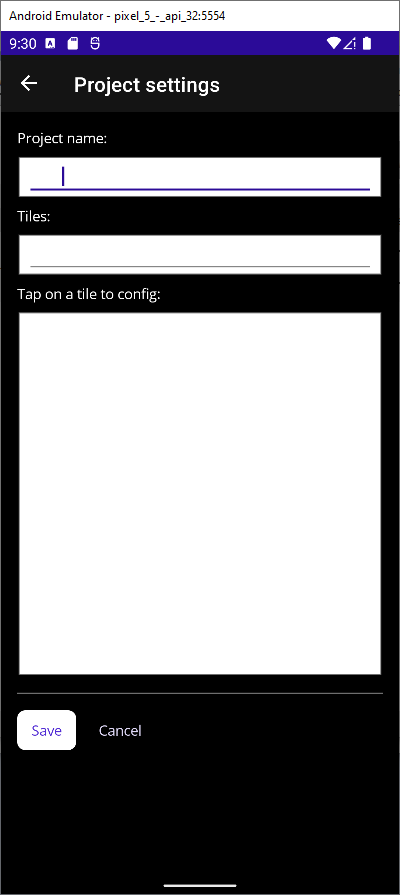 Android Emulator - pixel_5_-_api_32:5554
9:30
Project settings
Project name:
Tiles:
Tap on a tile to config:
Save
Cancel